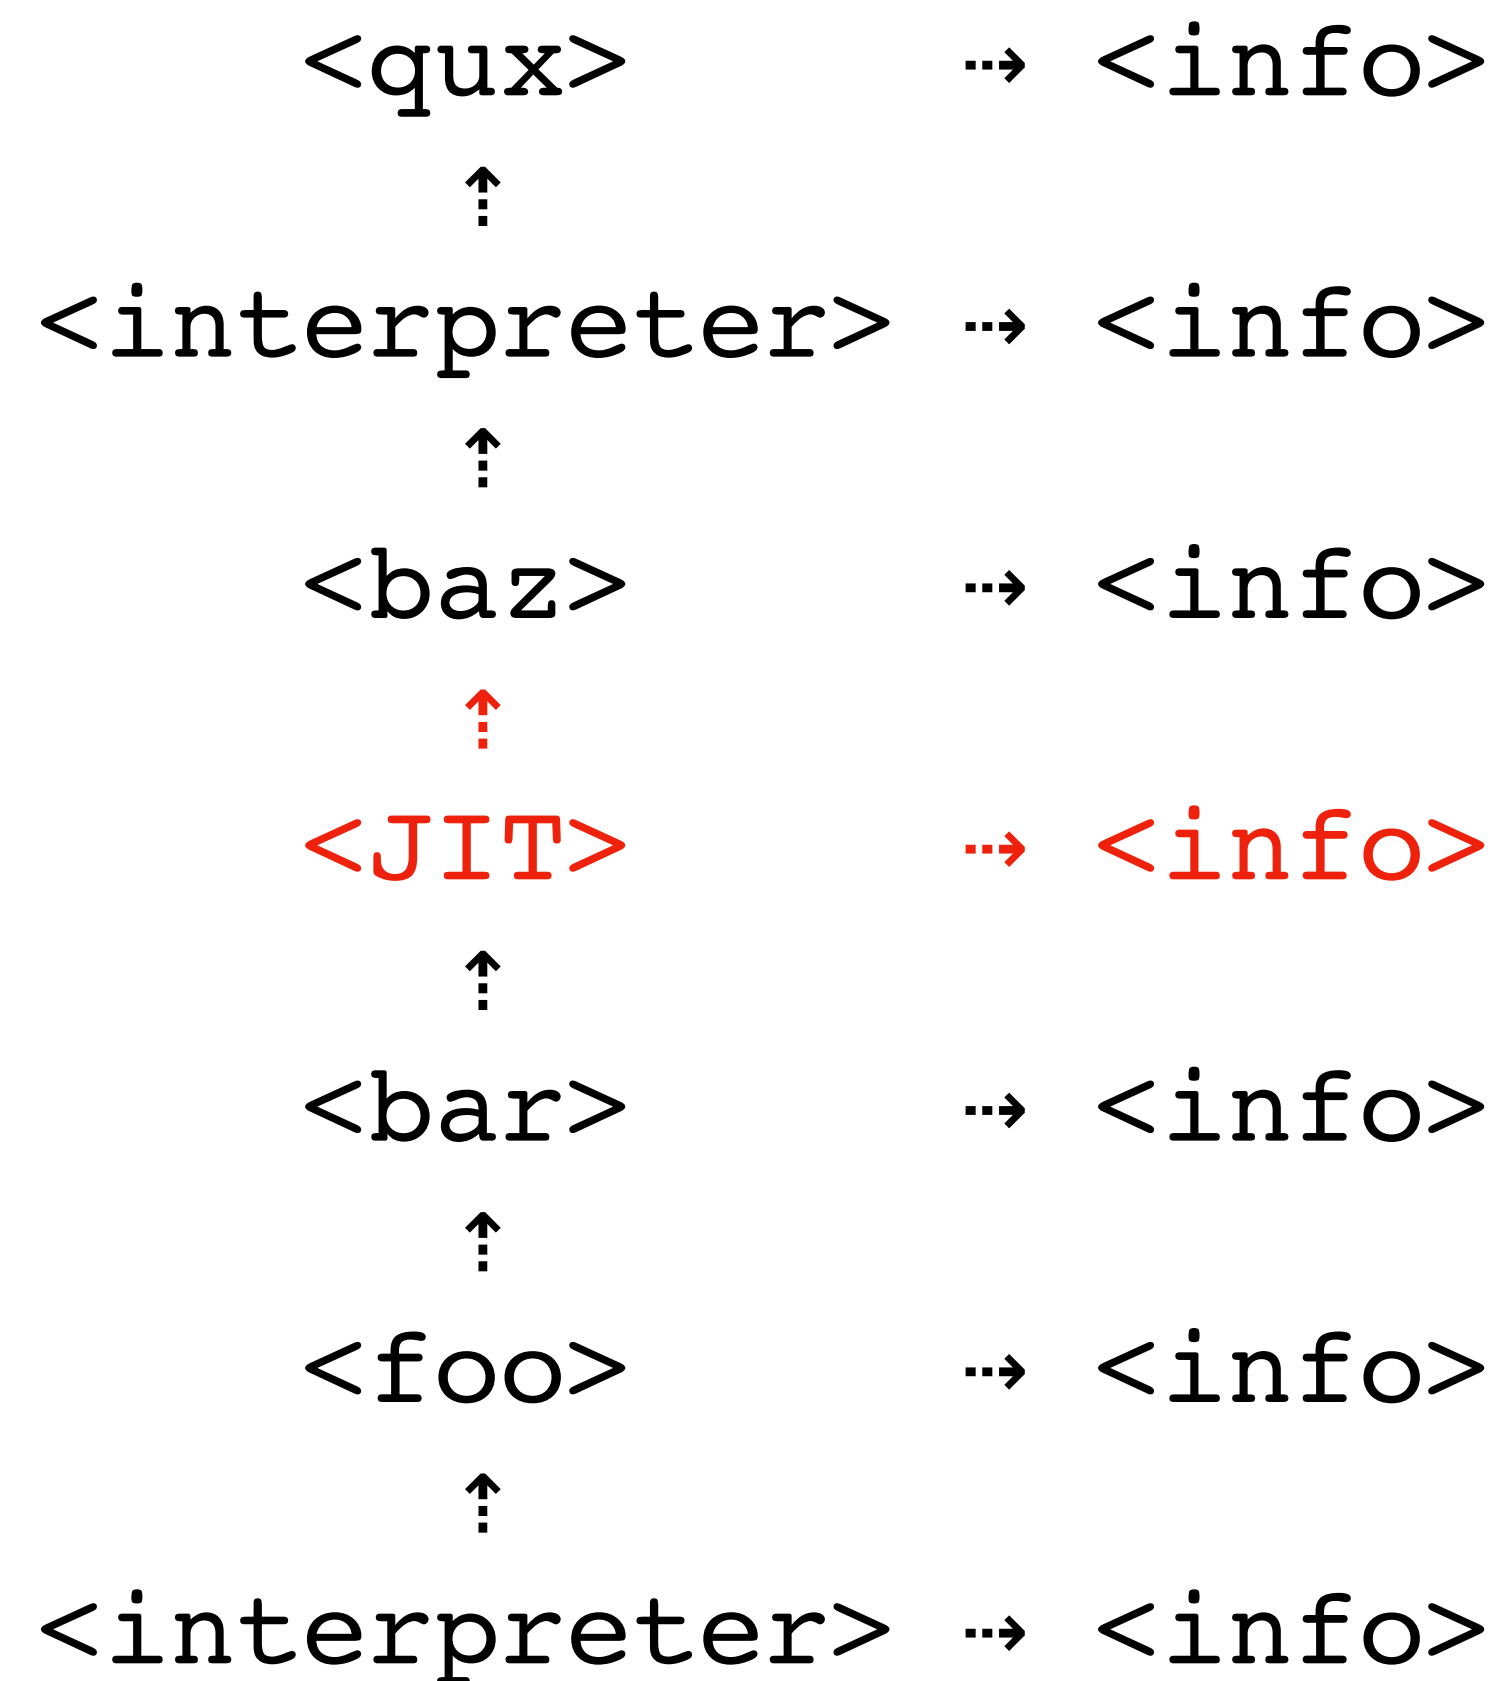 <qux> ⇢ <info>
⇡
<interpreter> ⇢ <info>
⇡
<baz> ⇢ <info>
⇡
<JIT> ⇢ <info>
⇡
<bar> ⇢ <info>
⇡
<foo> ⇢ <info>
⇡
<interpreter> ⇢ <info>